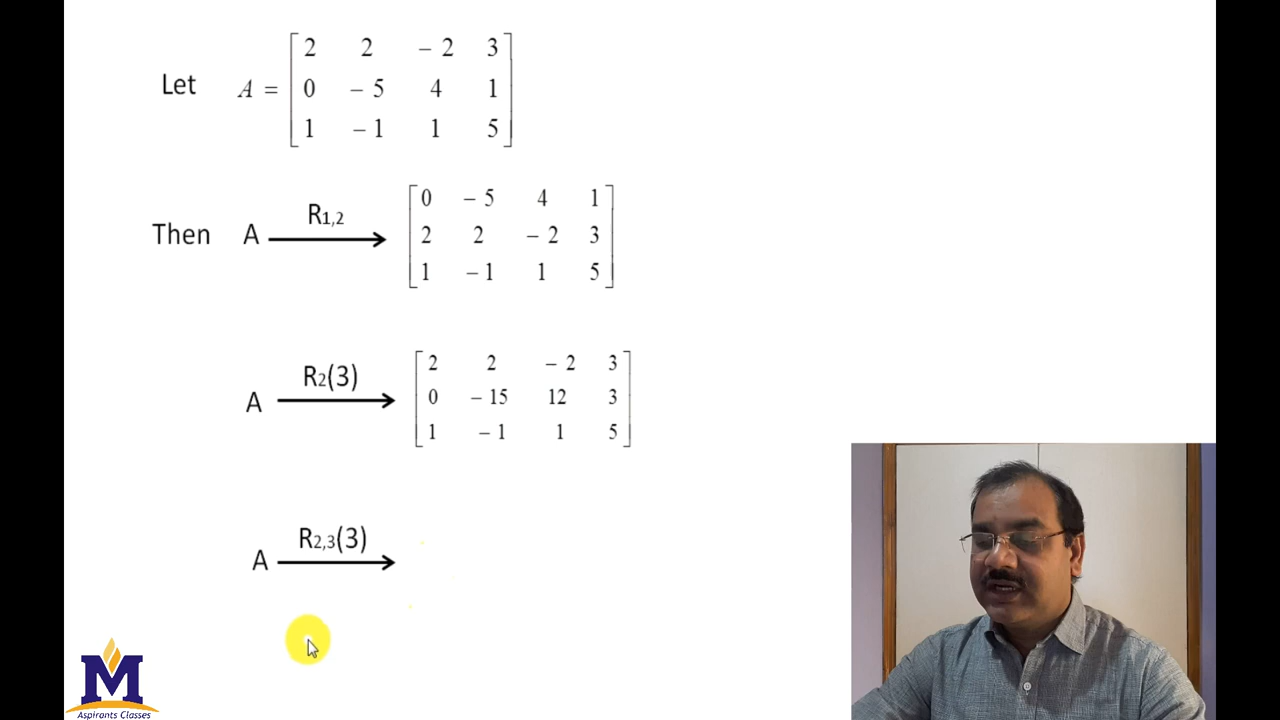 Let A = [ 2 2 – 2 3
0 – 5 4 1
1 – 1 1 5 ]
Then A R1,2 → [ 0 – 5 4 1
2 2 – 2 3
1 – 1 1 5 ]
A R2(3) → [ 2 2 – 2 3
0 – 15 12 3
1 – 1 1 5 ]
A R2,3(3) →
M
Aspirants Classes